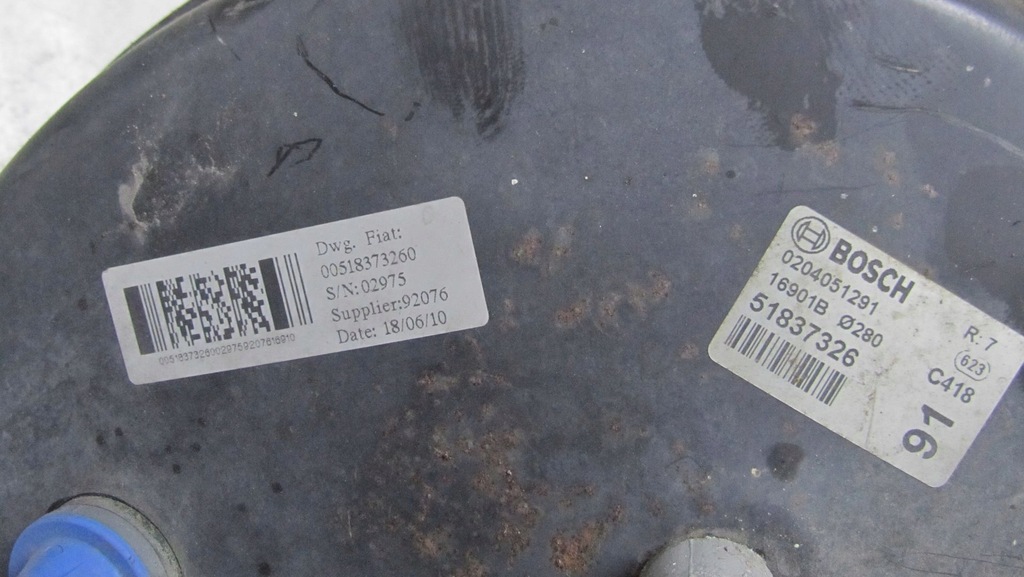 Dwg. Fiat:
00518373260
S/N: 02975
Supplier:92076
Date: 18/06/10
BOSCH
0204051291
16901B Ø280
51837326
R: 7
623
C418
91